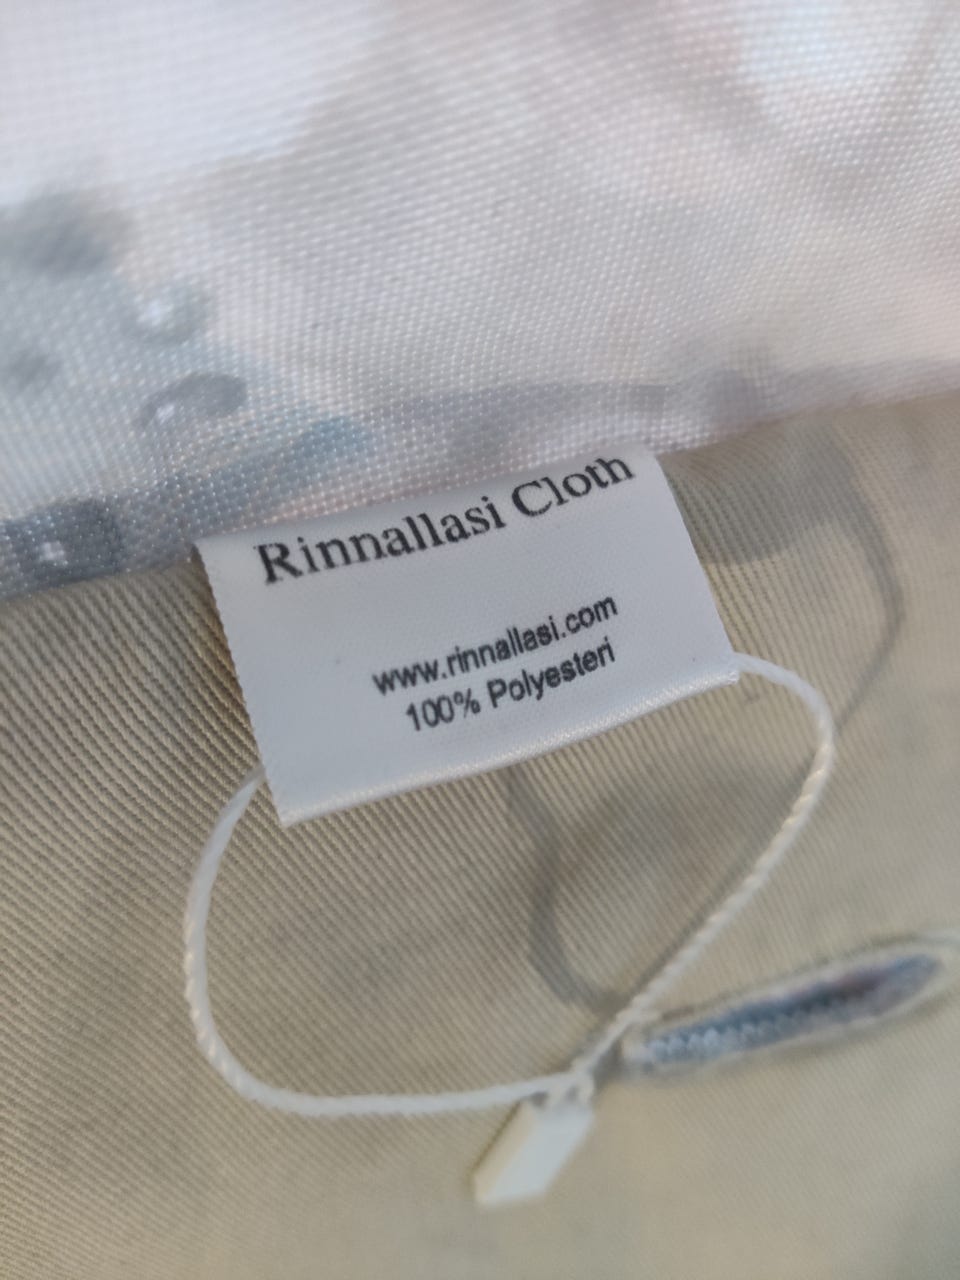 Rinnallasi Cloth
www.rinnallasi.com
100% Polyesteri